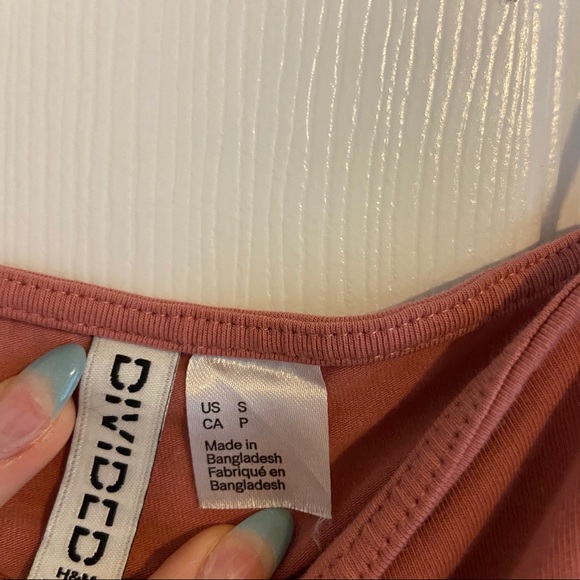 DIVIDED
H&M
US S
CA P
Made in
Bangladesh
Fabriqué en
Bangladesh